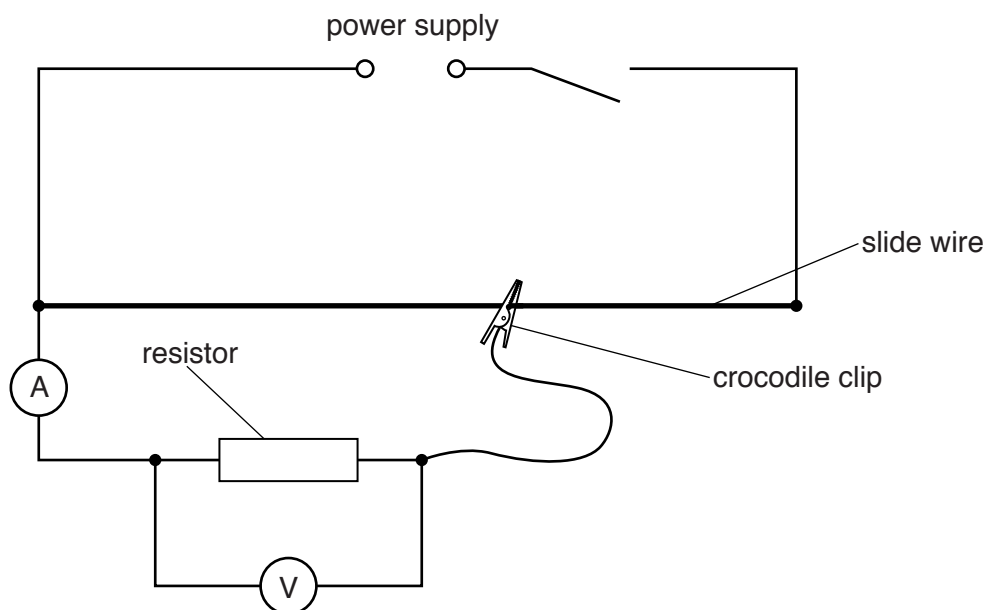 power supply
slide wire
resistor
crocodile clip
A
V